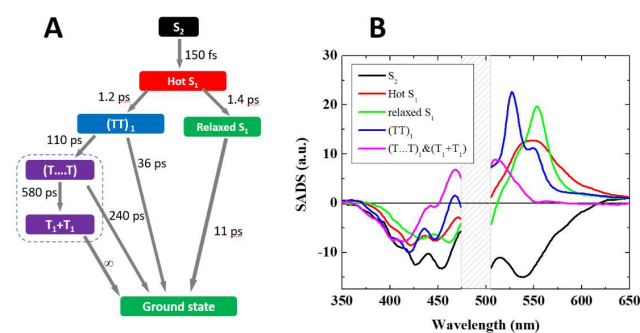 A
S₂
150 fs
Hot S₁
1.2 ps
1.4 ps
(TT)₁
Relaxed S₁
110 ps
36 ps
(T....T)
580 ps
T₁+T₁
240 ps
11 ps
∞
Ground state
B
S₂
Hot S₁
relaxed S₁
(TT)₁
(T...T)₁&(T₁+T₁)
SADS (a.u.)
30
20
10
0
-10
350 400 450 500 550 600 650
Wavelength (nm)